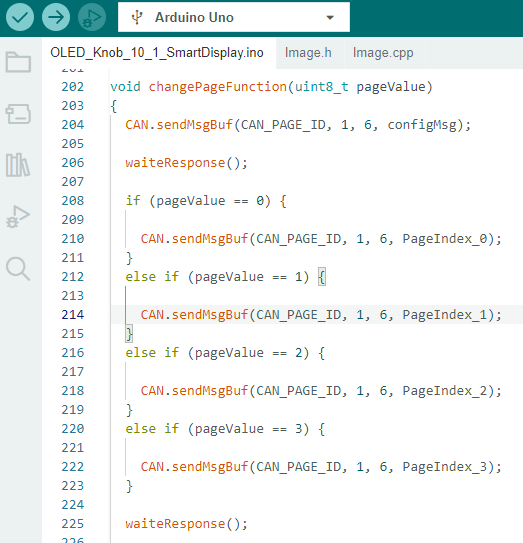 Arduino Uno
OLED_Knob_10_1_SmartDisplay.ino Image.h Image.cpp
201
202 void changePageFunction(uint8_t pageValue)
203 {
204 CAN.sendMsgBuf(CAN_PAGE_ID, 1, 6, configMsg);
205
206 waiteResponse();
207
208 if (pageValue == 0) {
209
210 CAN.sendMsgBuf(CAN_PAGE_ID, 1, 6, PageIndex_0);
211 }
212 else if (pageValue == 1) {
213
214 CAN.sendMsgBuf(CAN_PAGE_ID, 1, 6, PageIndex_1);
215 }
216 else if (pageValue == 2) {
217
218 CAN.sendMsgBuf(CAN_PAGE_ID, 1, 6, PageIndex_2);
219 }
220 else if (pageValue == 3) {
221
222 CAN.sendMsgBuf(CAN_PAGE_ID, 1, 6, PageIndex_3);
223 }
224
225 waiteResponse();
226